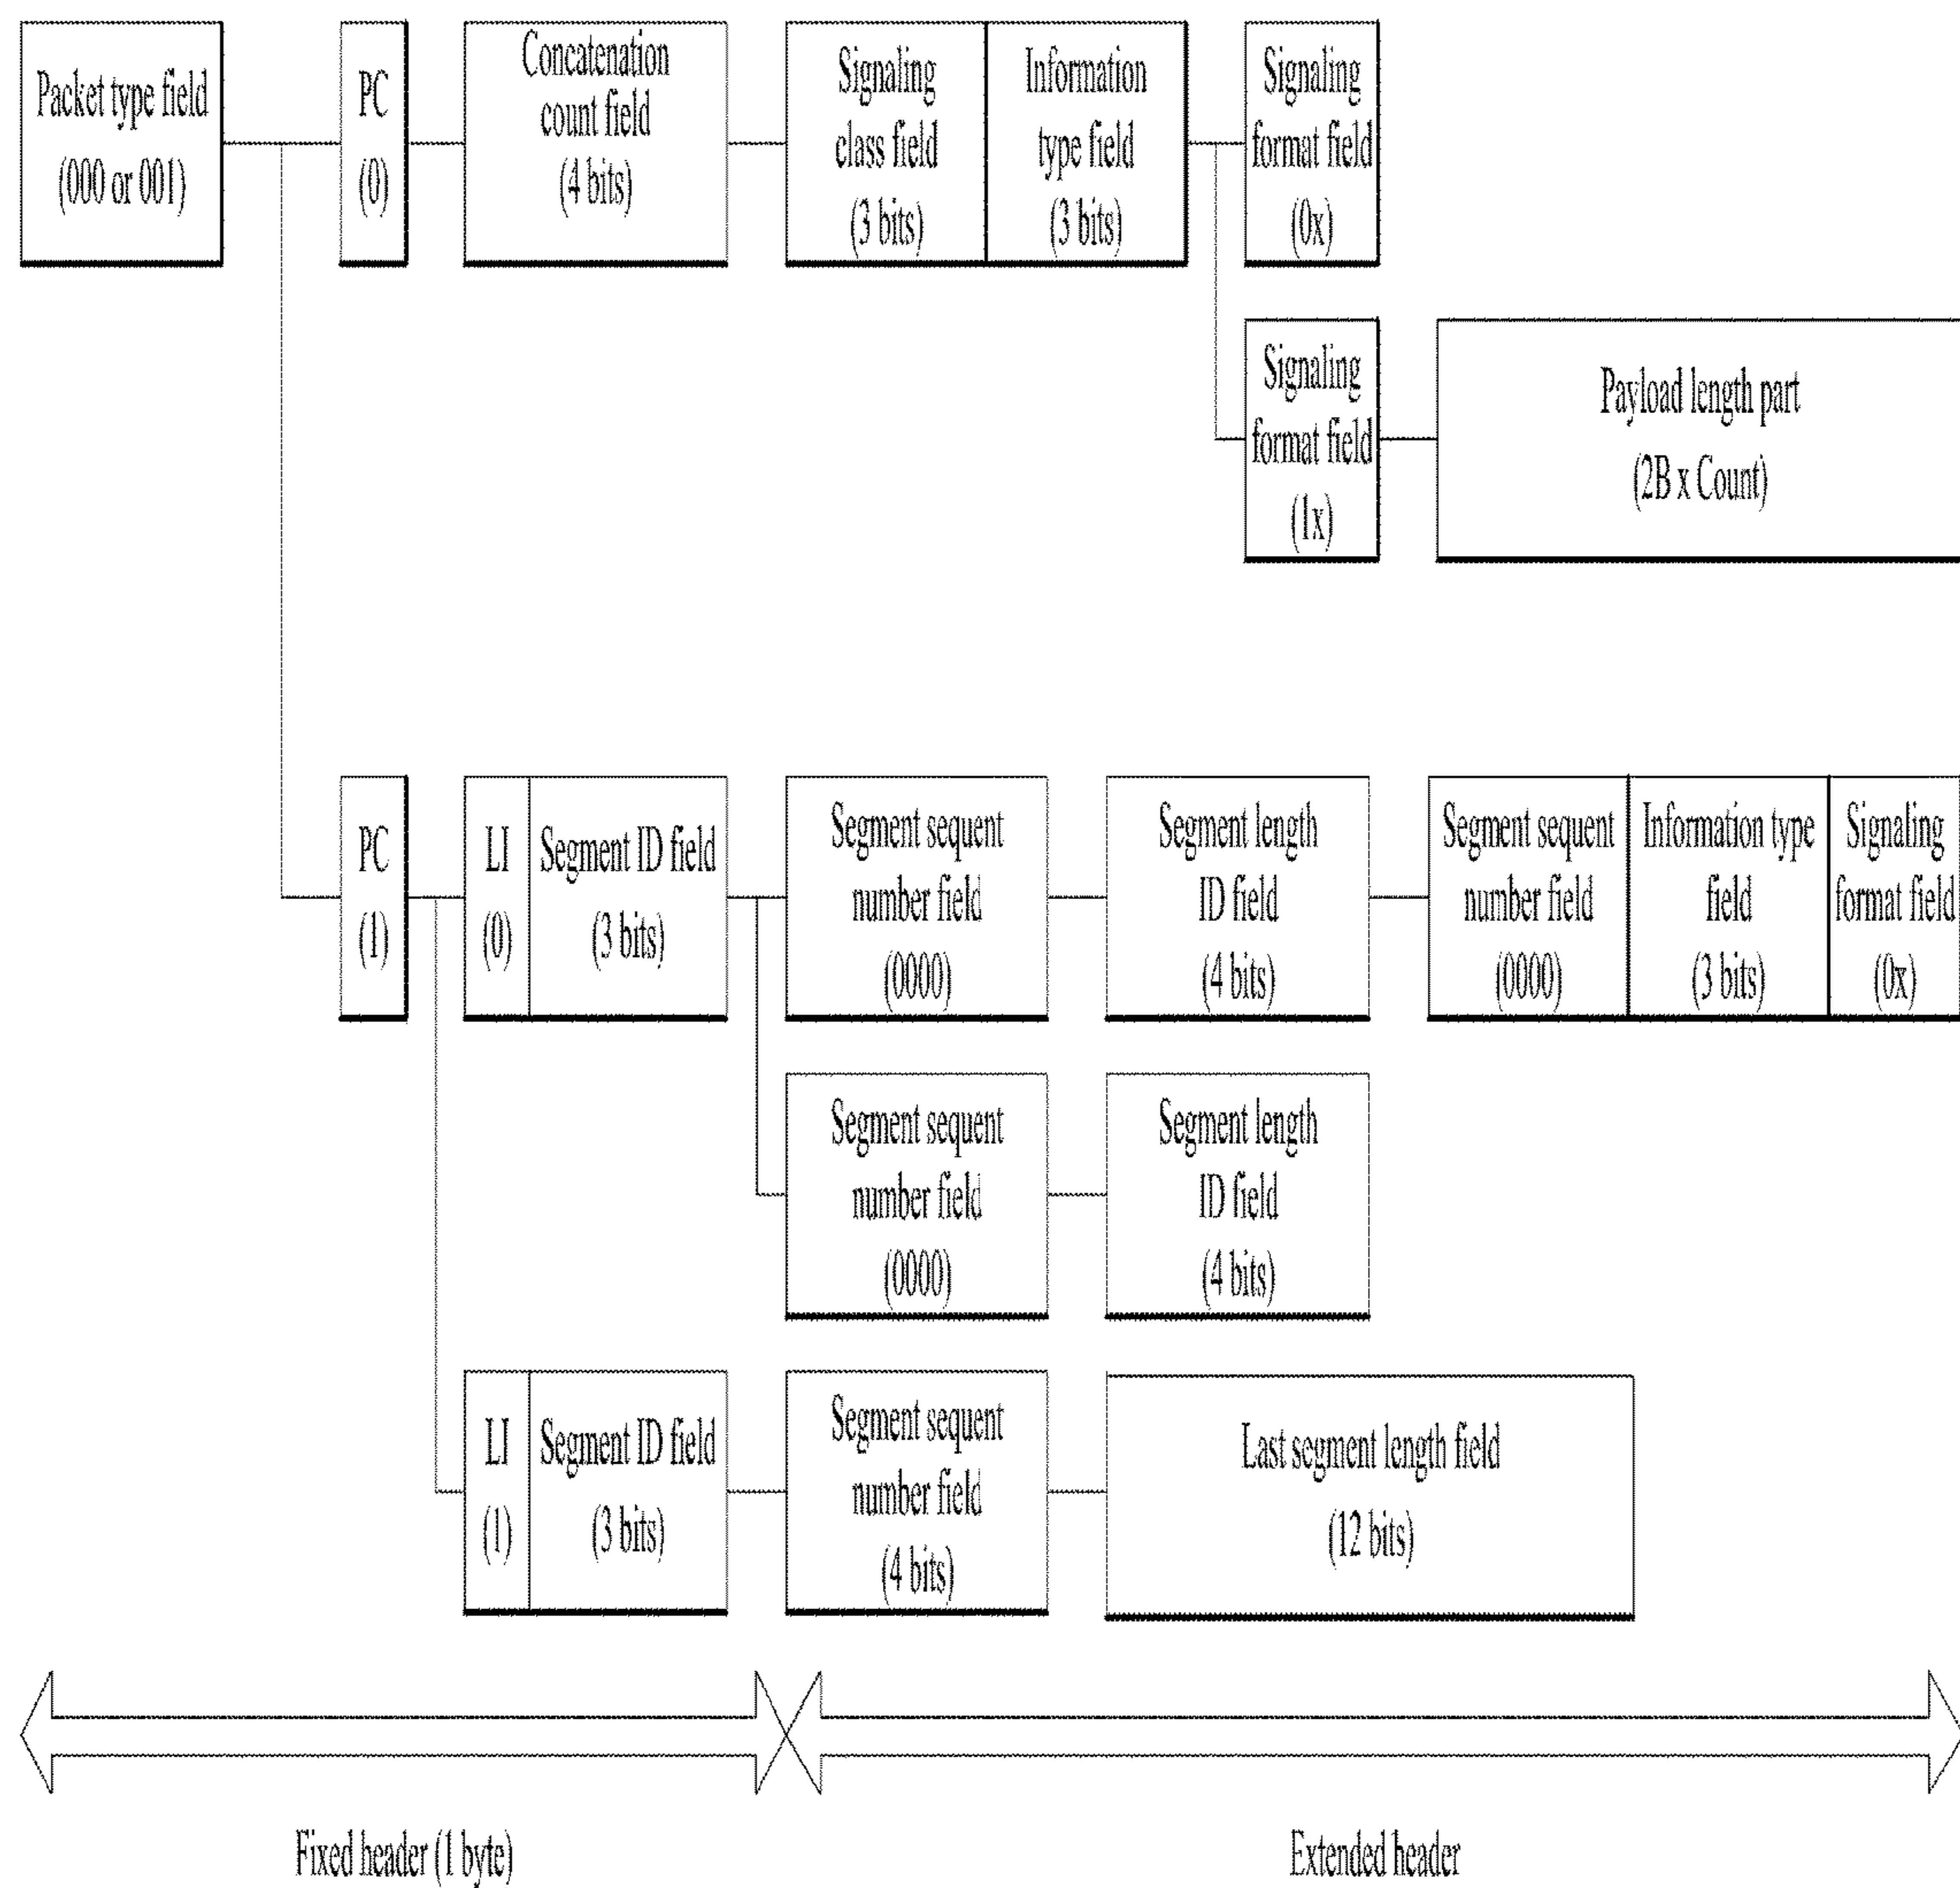 Packet type field
(000 or 001)
PC
(0)
Concatenation
count field
(4 bits)
Signaling
class field
(3 bits)
Information
type field
(3 bits)
Signaling
format field
(0x)
Signaling
format field
(1x)
Payload length part
(2B x Count)
PC
(1)
LI
(0)
Segment ID field
(3 bits)
Segment sequent
number field
(0000)
Segment length
ID field
(4 bits)
Segment sequent
number field
(0000)
Information type
field
(3 bits)
Signaling
format field
(0x)
Segment sequent
number field
(0000)
Segment length
ID field
(4 bits)
LI
(1)
Segment ID field
(3 bits)
Segment sequent
number field
(4 bits)
Last segment length field
(12 bits)
Fixed header (1 byte)
Extended header